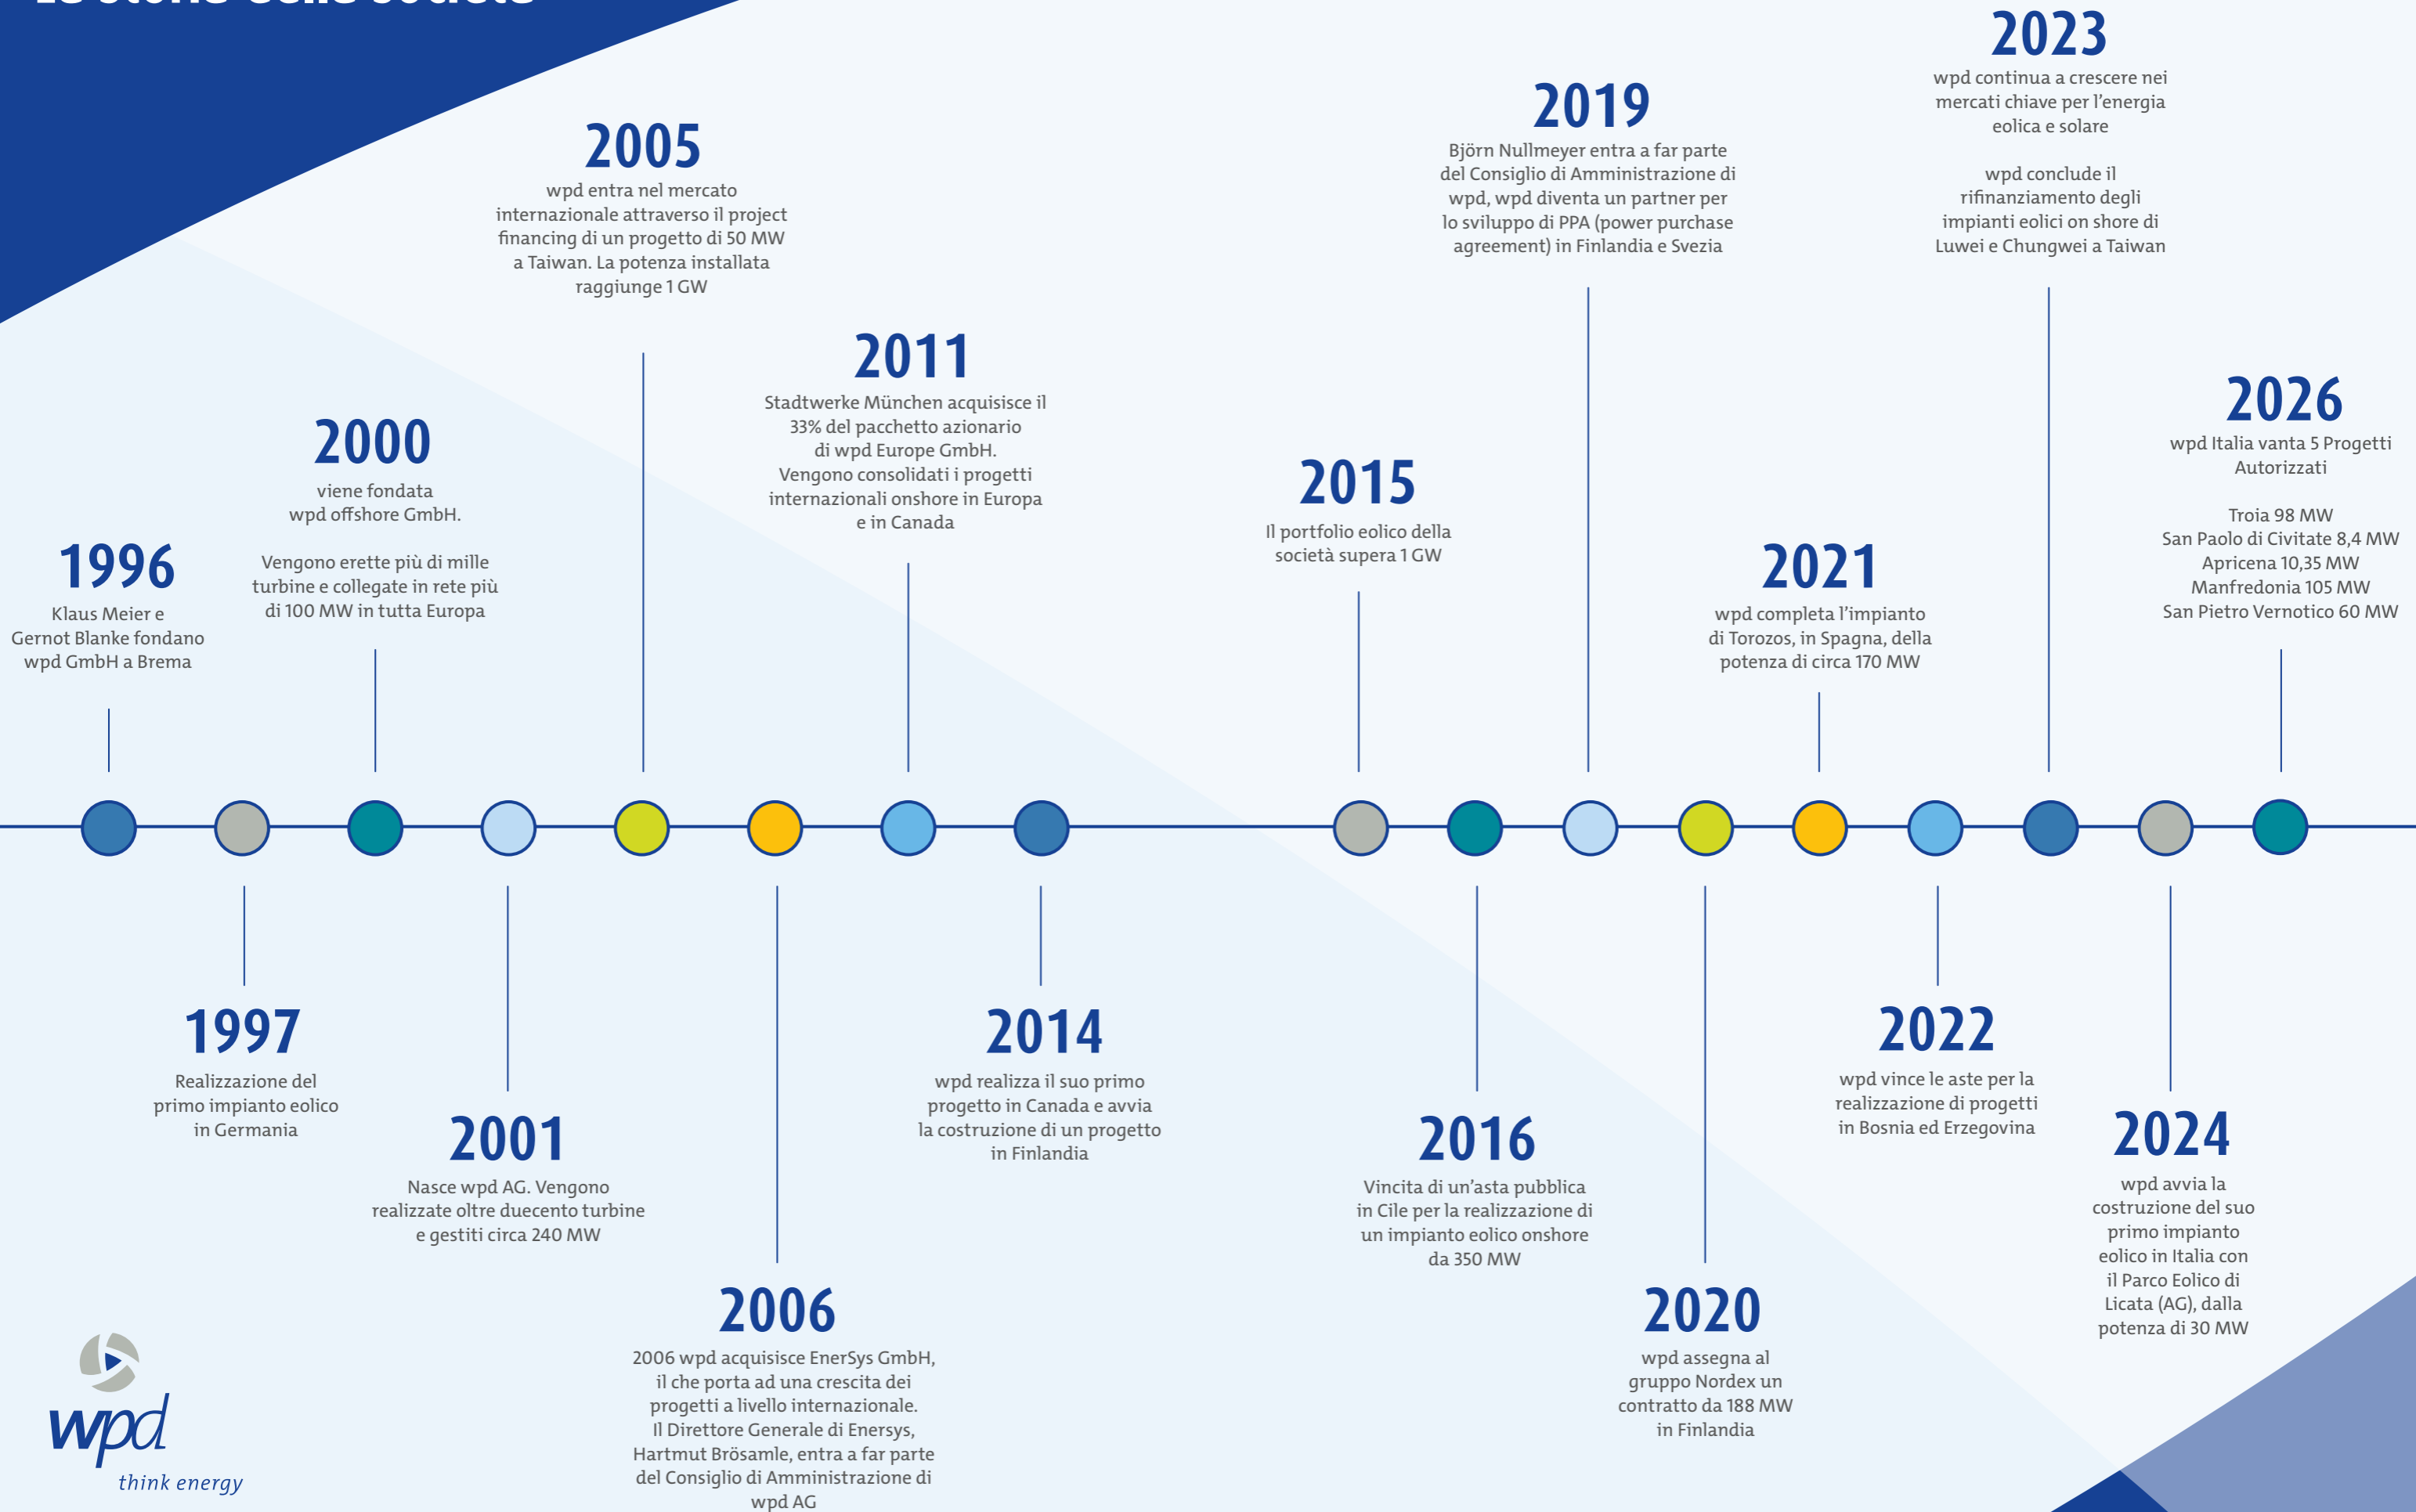 1996
Klaus Meier e
Gernot Blanke fondano
wpd GmbH a Brema
1997
Realizzazione del
primo impianto eolico
in Germania
2000
viene fondata
wpd offshore GmbH.
Vengono erette più di mille
turbine e collegate in rete più
di 100 MW in tutta Europa
2001
Nasce wpd AG. Vengono
realizzate oltre duecento turbine
e gestiti circa 240 MW
2005
wpd entra nel mercato
internazionale attraverso il project
financing di un progetto di 50 MW
a Taiwan. La potenza installata
raggiunge 1 GW
2006
2006 wpd acquisisce EnerSys GmbH,
il che porta ad una crescita dei
progetti a livello internazionale.
Il Direttore Generale di Enersys,
Hartmut Brösamle, entra a far parte
del Consiglio di Amministrazione di
wpd AG
2011
Stadtwerke München acquisisce il
33% del pacchetto azionario
di wpd Europe GmbH.
Vengono consolidati i progetti
internazionali onshore in Europa
e in Canada
2014
wpd realizza il suo primo
progetto in Canada e avvia
la costruzione di un progetto
in Finlandia
2015
Il portfolio eolico della
società supera 1 GW
2016
Vincita di un'asta pubblica
in Cile per la realizzazione di
un impianto eolico onshore
da 350 MW
2019
Björn Nullmeyer entra a far parte
del Consiglio di Amministrazione di
wpd, wpd diventa un partner per
lo sviluppo di PPA (power purchase
agreement) in Finlandia e Svezia
2020
wpd assegna al
gruppo Nordex un
contratto da 188 MW
in Finlandia
2021
wpd completa l'impianto
di Torozos, in Spagna, della
potenza di circa 170 MW
2022
wpd vince le aste per la
realizzazione di progetti
in Bosnia ed Erzegovina
2023
wpd continua a crescere nei
mercati chiave per l'energia
eolica e solare
wpd conclude il
rifinanziamento degli
impianti eolici on shore di
Luwei e Chungwei a Taiwan
2024
wpd avvia la
costruzione del suo
primo impianto
eolico in Italia con
il Parco Eolico di
Licata (AG), dalla
potenza di 30 MW
2026
wpd Italia vanta 5 Progetti
Autorizzati
Troia 98 MW
San Paolo di Civitate 8,4 MW
Apricena 10,35 MW
Manfredonia 105 MW
San Pietro Vernotico 60 MW
wpd
think energy